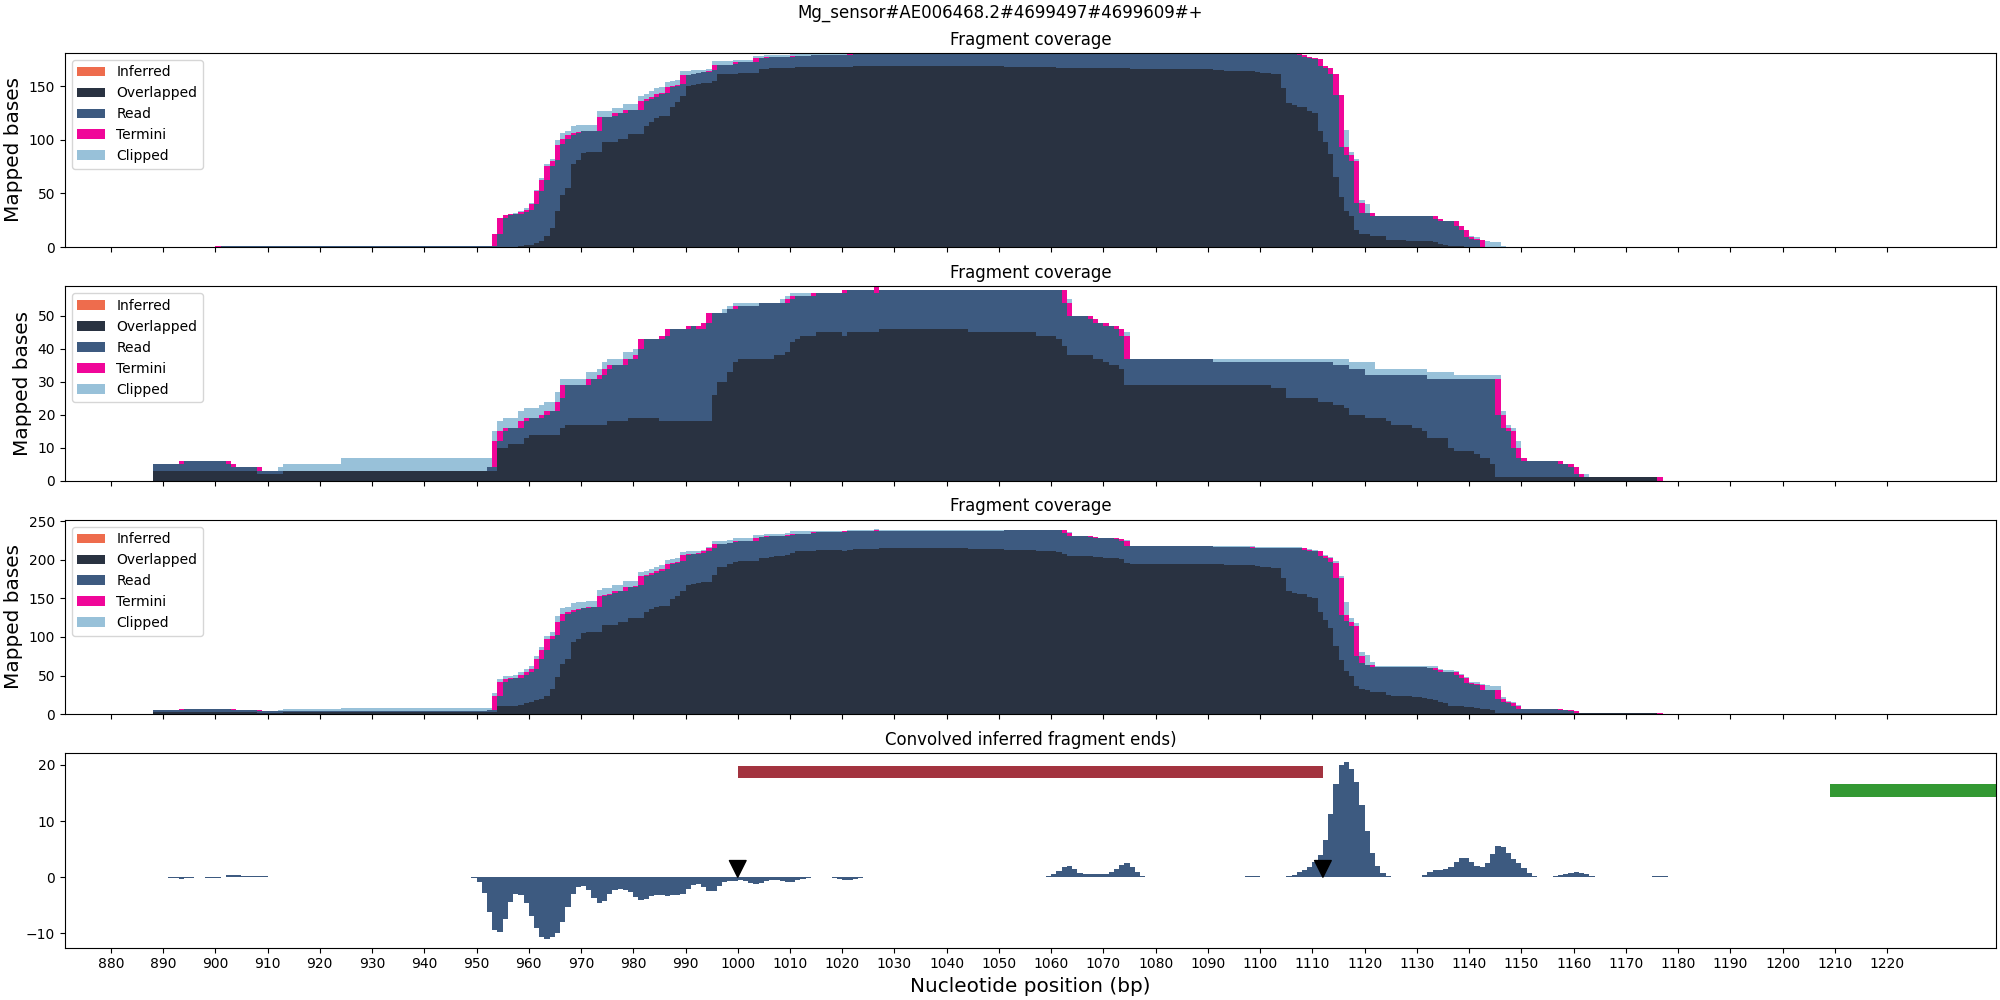 Mg_sensor#AE006468.2#4699497#4699609#+
Fragment coverage
Mapped bases
150
100
50
0
Inferred
Overlapped
Read
Termini
Clipped
Fragment coverage
Mapped bases
50
40
30
20
10
0
Inferred
Overlapped
Read
Termini
Clipped
Fragment coverage
Mapped bases
250
200
150
100
50
0
Inferred
Overlapped
Read
Termini
Clipped
Convolved inferred fragment ends)
20
10
0
−10
880 890 900 910 920 930 940 950 960 970 980 990 1000 1010 1020 1030 1040 1050 1060 1070 1080 1090 1100 1110 1120 1130 1140 1150 1160 1170 1180 1190 1200 1210 1220
Nucleotide position (bp)